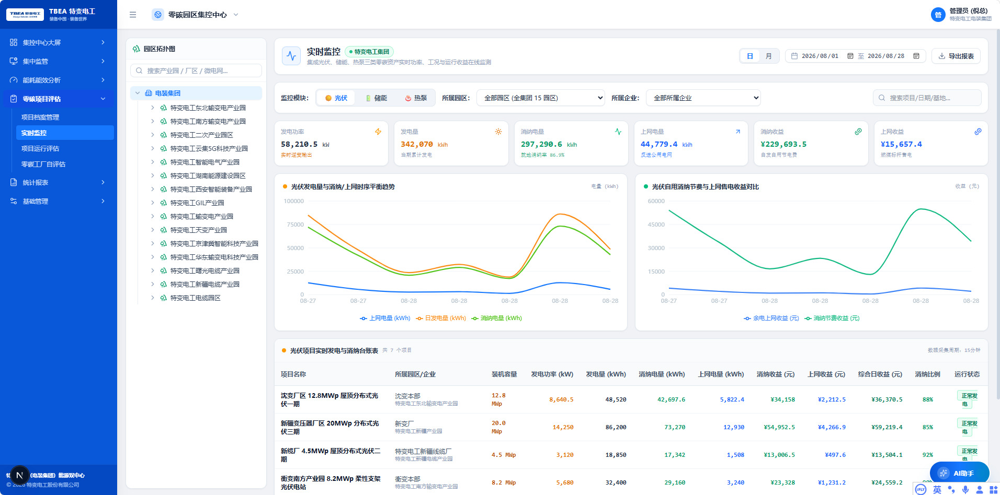 TBEA 特变电工
TBEA 特变电工
装备中国 · 装备世界
零碳园区集控中心
管
管理员 (倪总)
特变电工电装集团
集控中心大屏
集中监管
能耗能效分析
零碳项目评估
项目档案管理
实时监控
项目运行评估
零碳工厂自评估
统计报表
基础管理
N
(电装集团) 能源双中心
特变电工股份有限公司
园区拓扑图
搜索产业园 / 厂区 / 微电网...
电装集团
特变电工东北输变电产业园
特变电工南方输变电产业园
特变电工二次产业园区
特变电工云集5G科技产业园
特变电工智能电气产业园
特变电工湖南能源建设园区
特变电工西安智能装备产业园
特变电工GIL产业园
特变电工输变电产业园
特变电工天变产业园
特变电工京津冀智能科技产业园
特变电工华东输变电科技产业园
特变电工曙光电缆产业园
特变电工新疆电缆产业园
特变电工电缆园区
实时监控
特变电工集团
集成光伏、储能、热泵三类零碳资产实时功率、工况与运行收益在线监测
日 月
2026/08/01 至 2026/08/28
导出报表
监控模块: 光伏 储能 热泵
所属园区: 全部园区 (全集团 15 园区)
所属企业: 全部所属企业
搜索项目/日期/基地...
发电功率
58,210.5 kW
实时逆变输出
发电量
342,070 kWh
当期累计发电
消纳电量
297,290.6 kWh
就地消纳率 86.9%
上网电量
44,779.4 kWh
反送公用电网
消纳收益
¥229,693.5
自发自用节电费
上网收益
¥15,657.4
燃煤标杆售电
光伏发电量与消纳/上网时序平衡趋势
电量 (kWh)
100000
75000
50000
25000
0
08-27 08-27 08-28 08-28 08-28 08-28 08-28
上网电量 (kWh) 日发电量 (kWh) 消纳电量 (kWh)
光伏自用消纳节费与上网售电收益对比
收益 (元)
60000
45000
30000
15000
0
08-27 08-27 08-28 08-28 08-28 08-28 08-28
余电上网收益 (元) 消纳节费收益 (元)
光伏项目实时发电与消纳台账表 共 7 个项目
数据采集周期: 15分钟
项目名称 所属园区/企业 装机容量 发电功率 (kW) 发电量 (kWh) 消纳电量 (kWh) 上网电量 (kWh) 消纳收益 (元) 上网收益 (元) 综合日收益 (元) 消纳比例 运行状态
沈变厂区 12.8MWp 屋顶分布式光伏一期 沈变本部 特变电工东北输变电产业园 12.8 MWp 8,640.5 48,520 42,697.6 5,822.4 ¥34,158 ¥2,212.5 ¥36,370.5 88% 正常发电
新疆变压器厂区 20MWp 分布式光伏三期 新变厂 特变电工新疆产业园 20.0 MWp 14,250 86,200 73,270 12,930 ¥54,952.5 ¥4,266.9 ¥59,219.4 85% 正常发电
新缆厂 4.5MWp 屋顶分布式光伏二期 特变电工新疆线缆厂 特变电工新疆电缆产业园 4.5 MWp 3,120 18,850 17,342 1,508 ¥13,006.5 ¥497.6 ¥13,504.1 92% 正常发电
衡变南方产业园 8.2MWp 柔性支架光伏电站 衡变本部 特变电工南方输变电产业园 8.2 MWp 5,680 32,400 29,160 3,240 ¥23,328 ¥1,231.2 ¥24,559.2
AI助手
iFLY 英